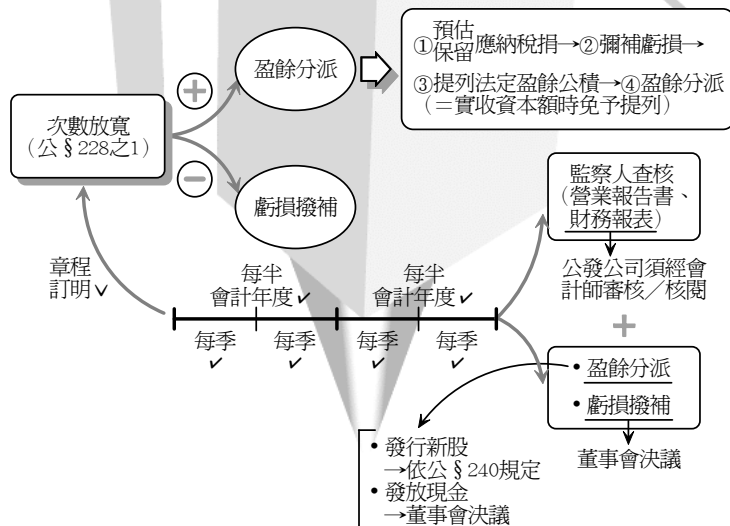 預估
保留
①應納稅捐→②彌補虧損→
③提列法定盈餘公積→④盈餘分派
(＝實收資本額時免予提列)
盈餘分派
＋
次數放寬
(公§228之1)
－
虧損撥補
監察人查核
(營業報告書、
財務報表)
公發公司須經會
計師審核／核閱
＋
章程
訂明✓
每半
會計年度✓
每半
會計年度✓
每季
✓
每季
✓
每季
✓
每季
✓
• 盈餘分派
• 虧損撥補
董事會決議
• 發行新股
→依公§240規定
• 發放現金
→董事會決議